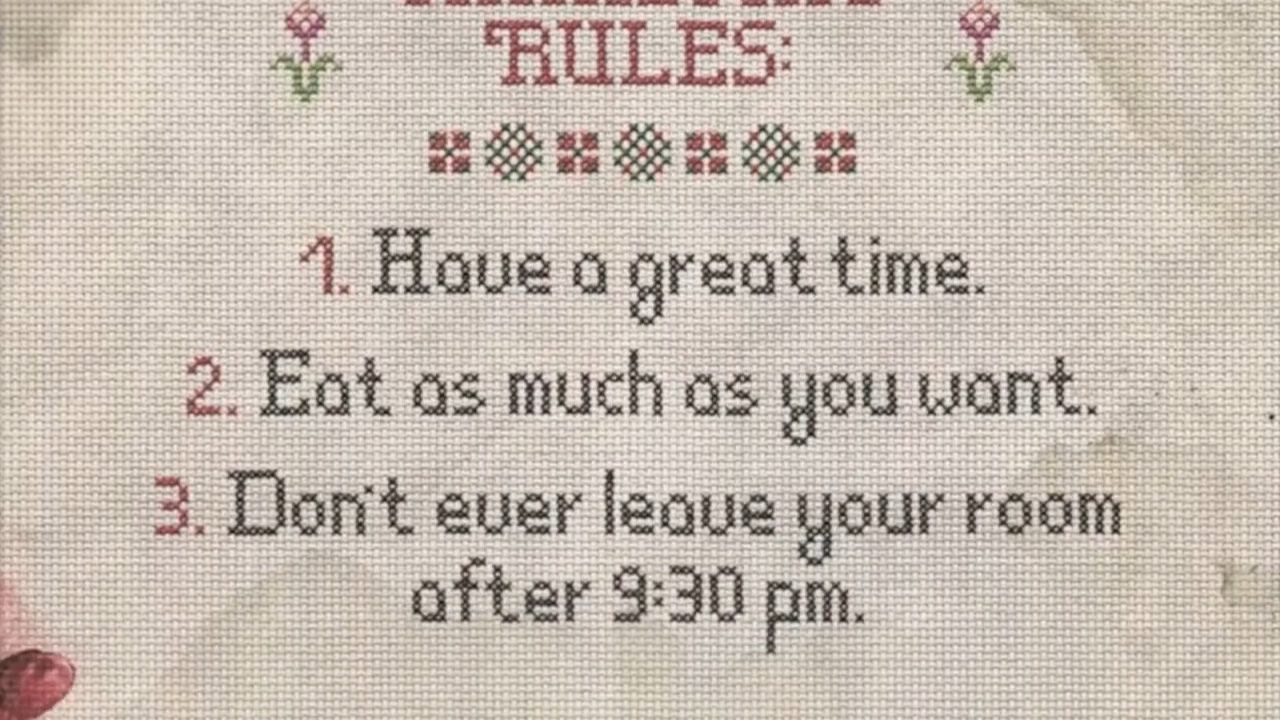 RULES:
1. Have a great time.
2. Eat as much as you want.
3. Don't ever leave your room
after 9:30 pm.